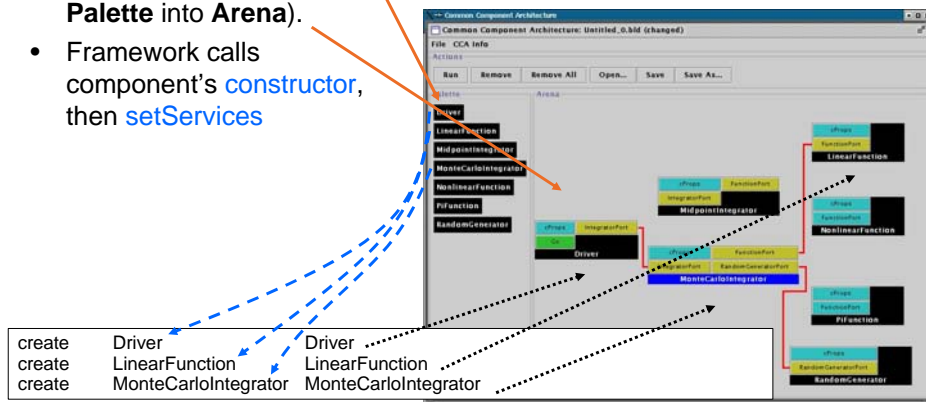 Palette into Arena).
• Framework calls
component's constructor,
then setServices
Common Component Architecture
Common Component Architecture: Untitled_0.bld (changed)
File CCA Info
Actions
Run Remove Remove All Open... Save Save As...
Palette Arena
Driver
LinearFunction
MidpointIntegrator
MonteCarloIntegrator
NonlinearFunction
PiFunction
RandomGenerator
cProps
FunctionPort
LinearFunction
cProps FunctionPort
IntegratorPort
MidpointIntegrator
cProps
FunctionPort
NonlinearFunction
cProps IntegratorPort
Go
Driver
cProps FunctionPort
IntegratorPort RandomGeneratorPort
MonteCarloIntegrator
cProps
FunctionPort
PiFunction
cProps
RandomGeneratorPort
RandomGenerator
create Driver Driver
create LinearFunction LinearFunction
create MonteCarloIntegrator MonteCarloIntegrator